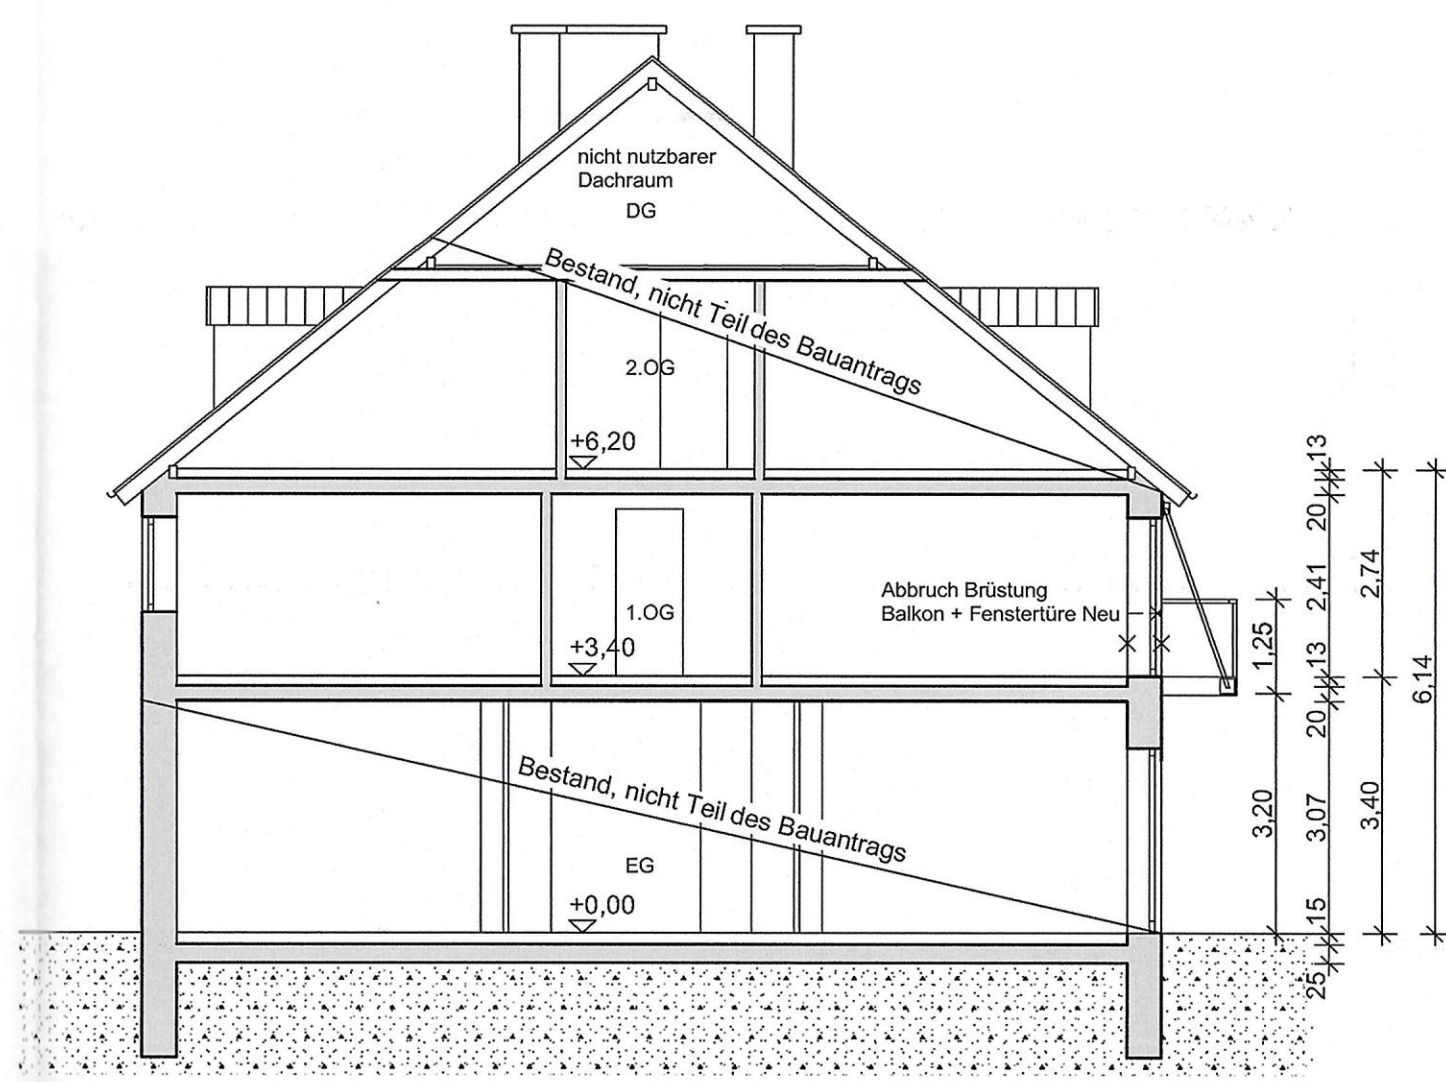 nicht nutzbarer
Dachraum
DG
Bestand, nicht Teil des Bauantrags
2.OG
+6,20
13
20
2,41
2,74
Abbruch Brüstung
Balkon + Fenstertüre Neu
1.OG
+3,40
1,25
13
6,14
20
Bestand, nicht Teil des Bauantrags
3,20
3,07
3,40
EG
+0,00
15
25